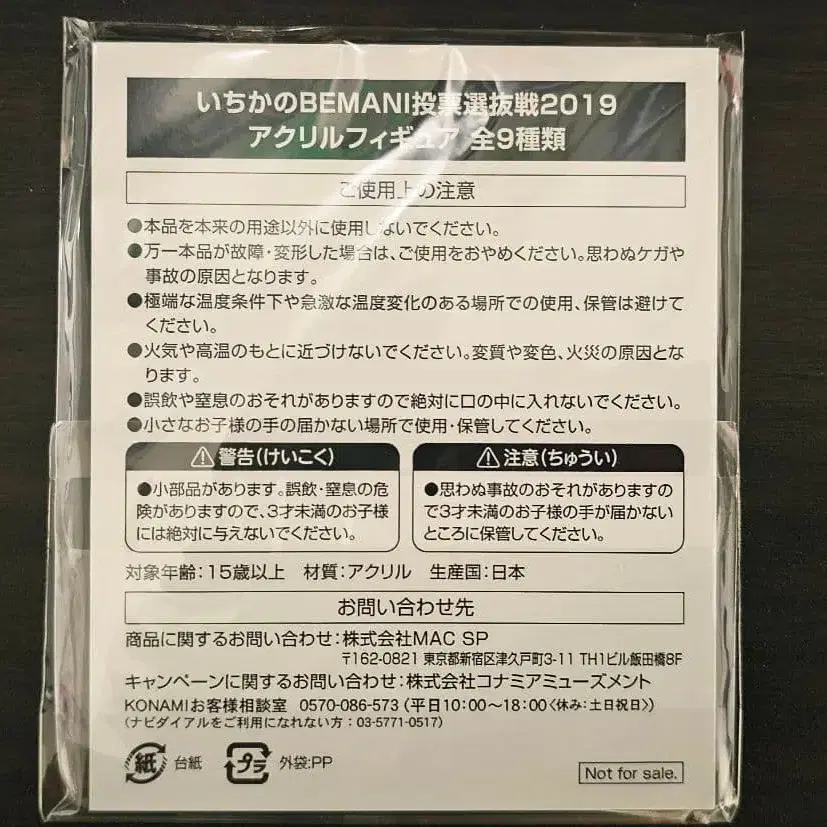 いちかのBEMANI投票選抜戦2019
アクリルフィギュア 全9種類
ご使用上の注意
●本品を本来の用途以外に使用しないでください。
●万一本品が故障・変形した場合は、ご使用をおやめください。思わぬケガや
事故の原因となります。
●極端な温度条件下や急激な温度変化のある場所での使用、保管は避けて
ください。
●火気や高温のもとに近づけないでください。変質や変色、火災の原因とな
ります。
●誤飲や窒息のおそれがありますので絶対に口の中に入れないでください。
●小さなお子様の手の届かない場所で使用・保管してください。
⚠警告(けいこく)
●小部品があります。誤飲・窒息の危
険がありますので、3才未満のお子様
には絶対に与えないでください。
⚠注意(ちゅうい)
●思わぬ事故のおそれがありますの
で3才未満のお子様の手が届かない
ところに保管してください。
対象年齢:15歳以上 材質:アクリル 生産国:日本
お問い合わせ先
商品に関するお問い合わせ:株式会社MAC SP
〒162-0821 東京都新宿区津久戸町3-11 TH1ビル飯田橋8F
キャンペーンに関するお問い合わせ:株式会社コナミアミューズメント
KONAMIお客様相談室 0570-086-573 (平日10:00～18:00〈休み:土日祝日〉)
(ナビダイアルをご利用になれない方:03-5771-0517)
紙 台紙 プラ 外袋:PP
Not for sale.